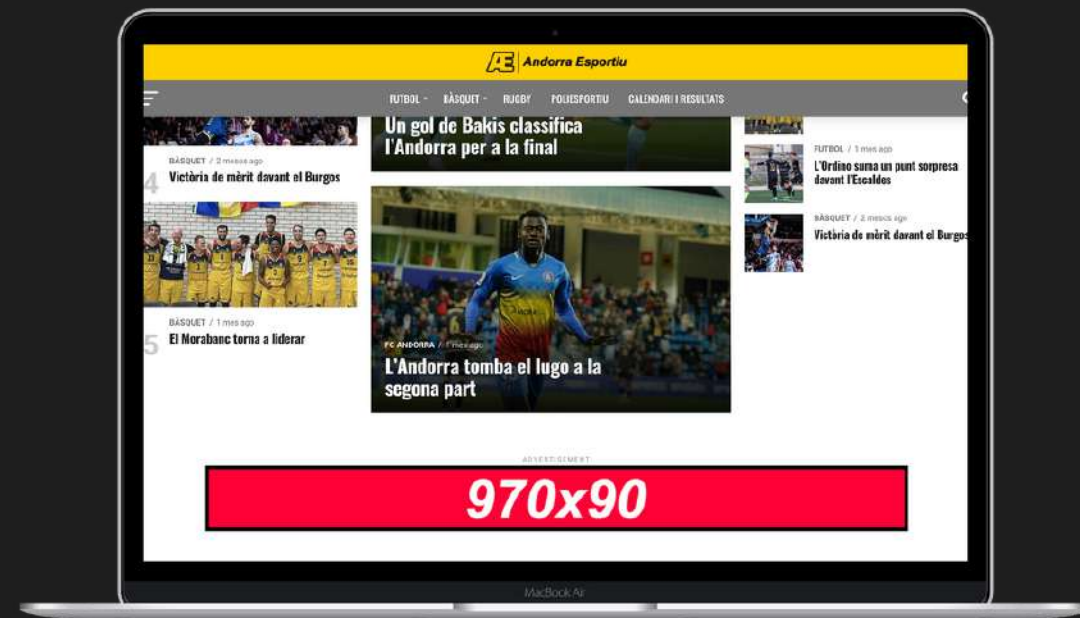 Æ Andorra Esportiu
FUTBOL BÀSQUET RUGBY POLIESPORTIU CALENDARI I RESULTATS
BÀSQUET / 2 mesos ago
4
Victòria de mèrit davant el Burgos
BÀSQUET / 1 mes ago
5
El Morabanc torna a liderar
Un gol de Bakis classifica
l'Andorra per a la final
FC ANDORRA / 1 mes ago
L'Andorra tomba el lugo a la
segona part
FUTBOL / 1 mes ago
L'Ordino suma un punt sorpresa
davant l'Escaldes
BÀSQUET / 2 mesos ago
Victòria de mèrit davant el Burgos
ADVERTISEMENT
970x90
MacBook Air